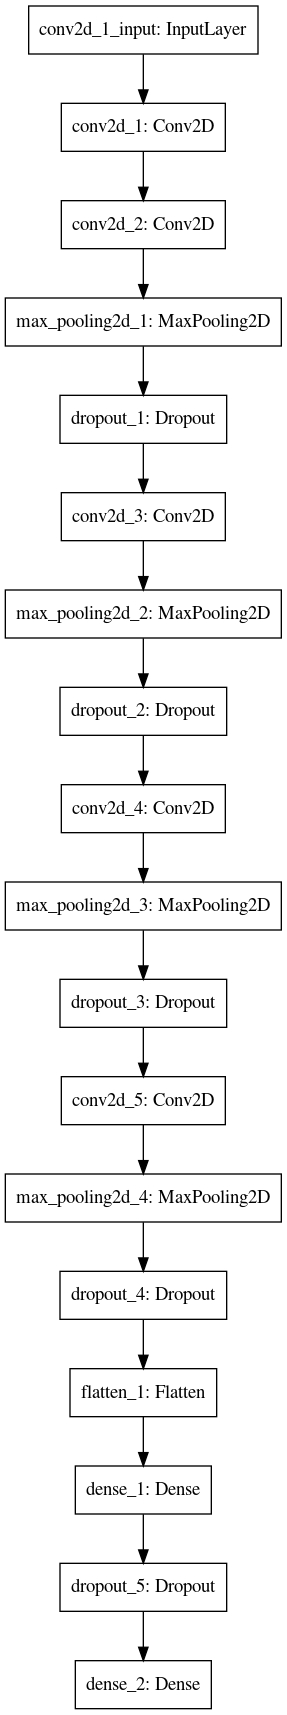 conv2d_1_input: InputLayer
conv2d_1: Conv2D
conv2d_2: Conv2D
max_pooling2d_1: MaxPooling2D
dropout_1: Dropout
conv2d_3: Conv2D
max_pooling2d_2: MaxPooling2D
dropout_2: Dropout
conv2d_4: Conv2D
max_pooling2d_3: MaxPooling2D
dropout_3: Dropout
conv2d_5: Conv2D
max_pooling2d_4: MaxPooling2D
dropout_4: Dropout
flatten_1: Flatten
dense_1: Dense
dropout_5: Dropout
dense_2: Dense